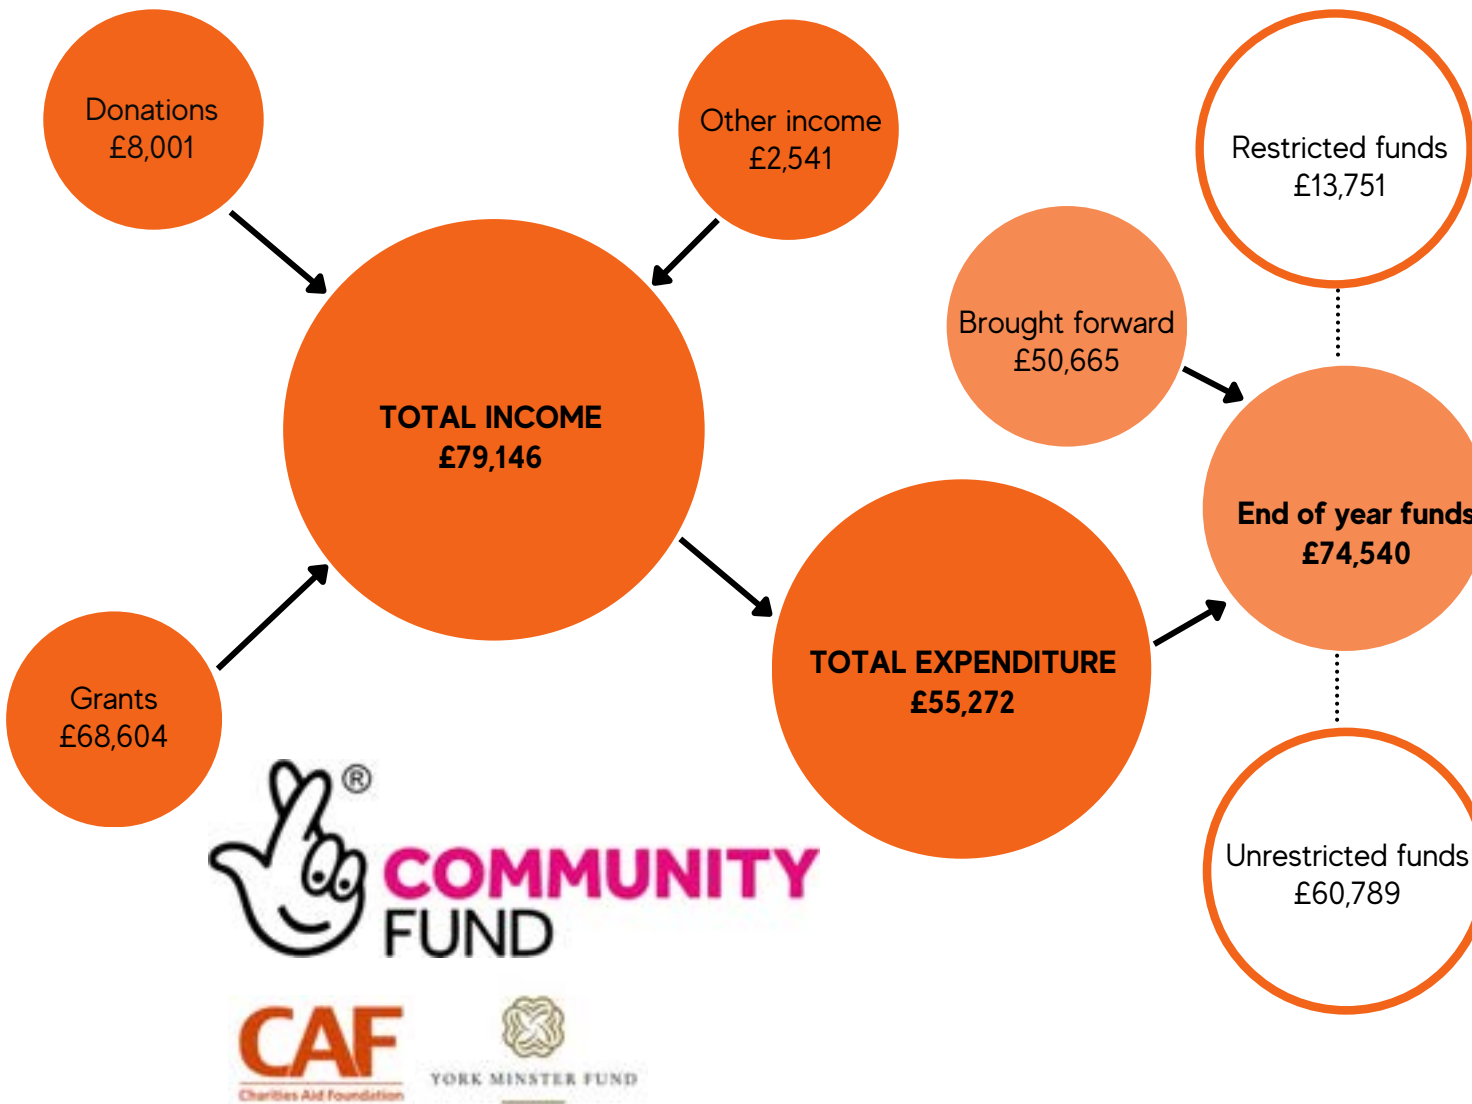 Donations
£8,001
Other income
£2,541
Restricted funds
£13,751
Brought forward
£50,665
TOTAL INCOME
£79,146
End of year funds
£74,540
TOTAL EXPENDITURE
£55,272
Grants
£68,604
®
COMMUNITY
FUND
Unrestricted funds
£60,789
CAF
Charities Aid Foundation
YORK MINSTER FUND